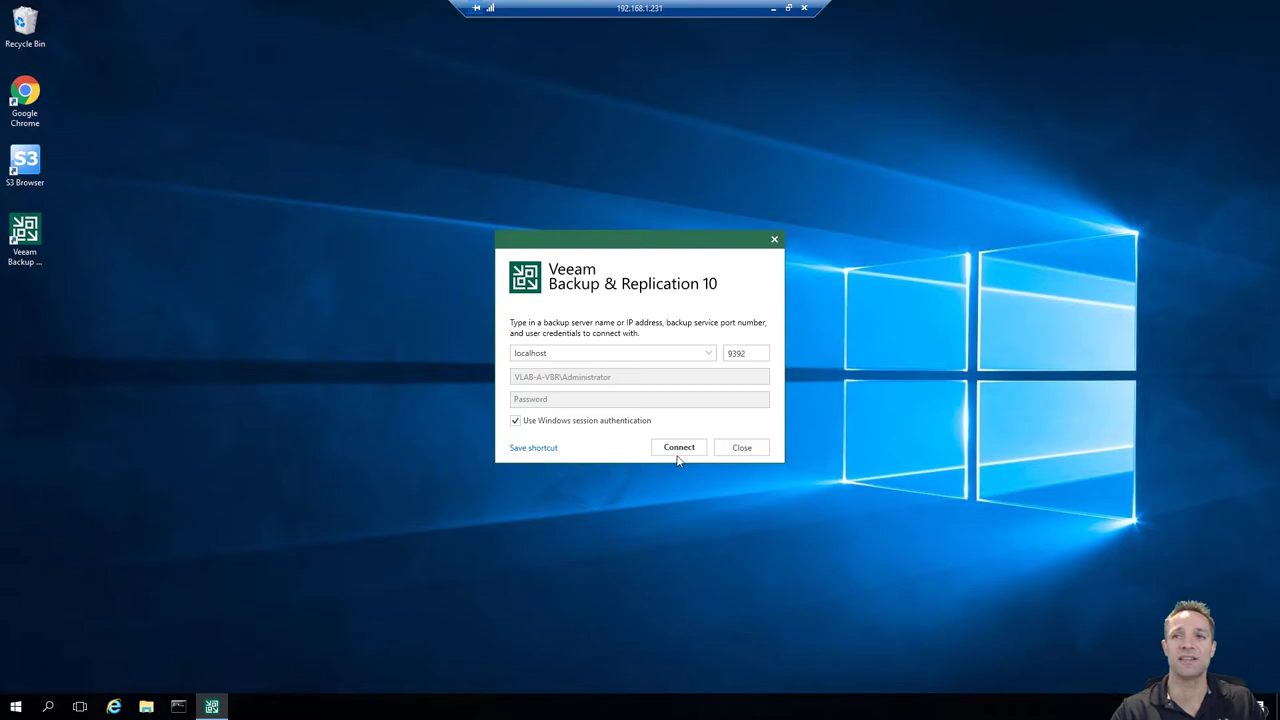 192.168.1.231
Recycle Bin
Google
Chrome
S3
S3 Browser
Veeam
Backup ...
Veeam
Backup & Replication 10
Type in a backup server name or IP address, backup service port number,
and user credentials to connect with.
localhost
9392
VLAB-A-VBR\Administrator
Password
Use Windows session authentication
Save shortcut
Connect
Close